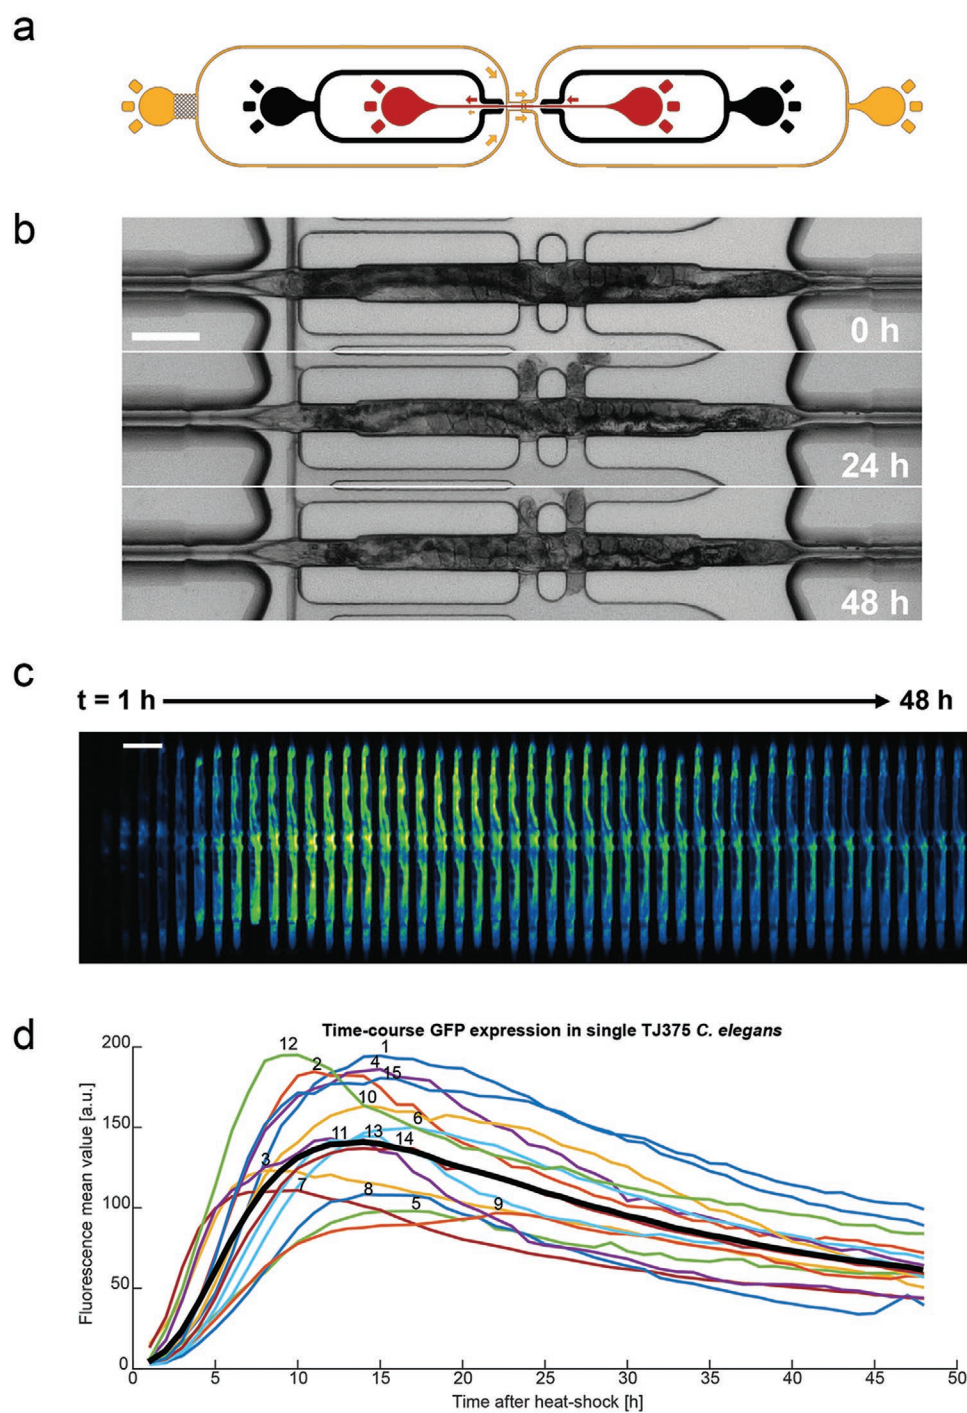 a
b
0 h
24 h
48 h
c
t = 1 h 48 h
d
Time-course GFP expression in single TJ375 C. elegans
Fluorescence mean value [a.u.]
200
150
100
50
0
12 2 1
4
15
10
6
11 13 14
3
7
8
5
9
0 5 10 15 20 25 30 35 40 45 50
Time after heat-shock [h]